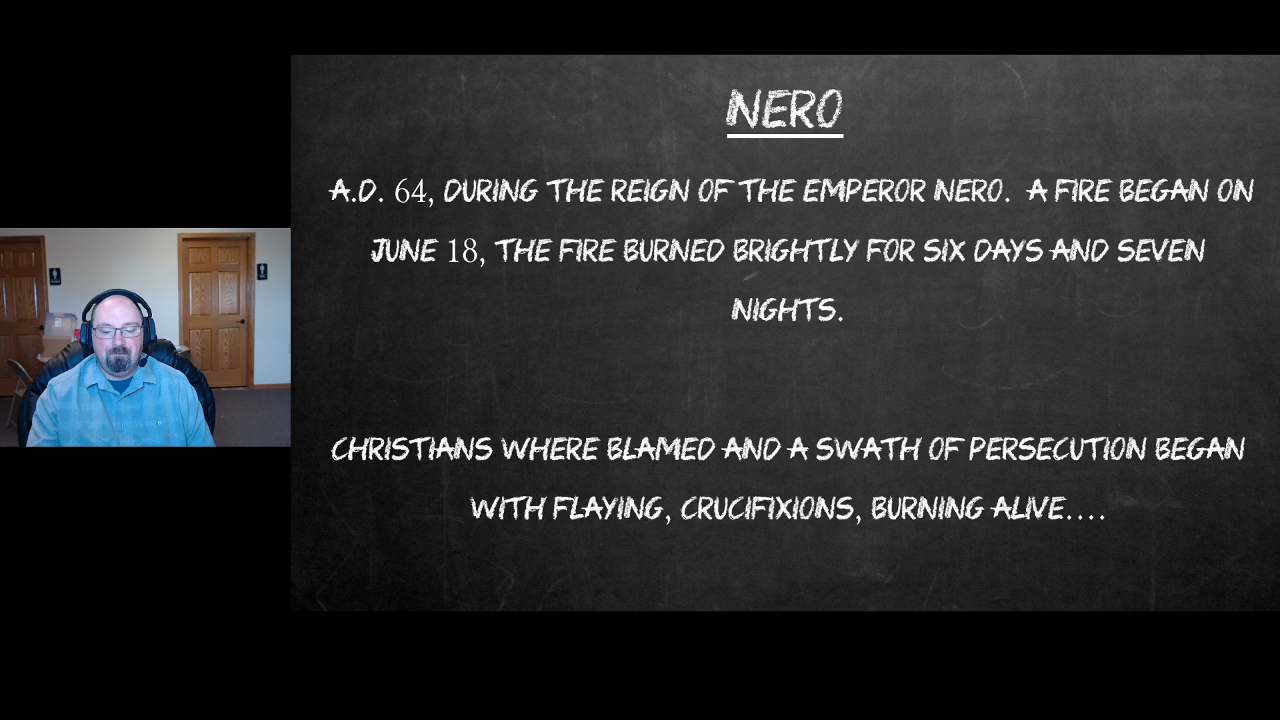 NERO
A.D. 64, DURING THE REIGN OF THE EMPEROR NERO. A FIRE BEGAN ON
JUNE 18, THE FIRE BURNED BRIGHTLY FOR SIX DAYS AND SEVEN
NIGHTS.
CHRISTIANS WHERE BLAMED AND A SWATH OF PERSECUTION BEGAN
WITH FLAYING, CRUCIFIXIONS, BURNING ALIVE....